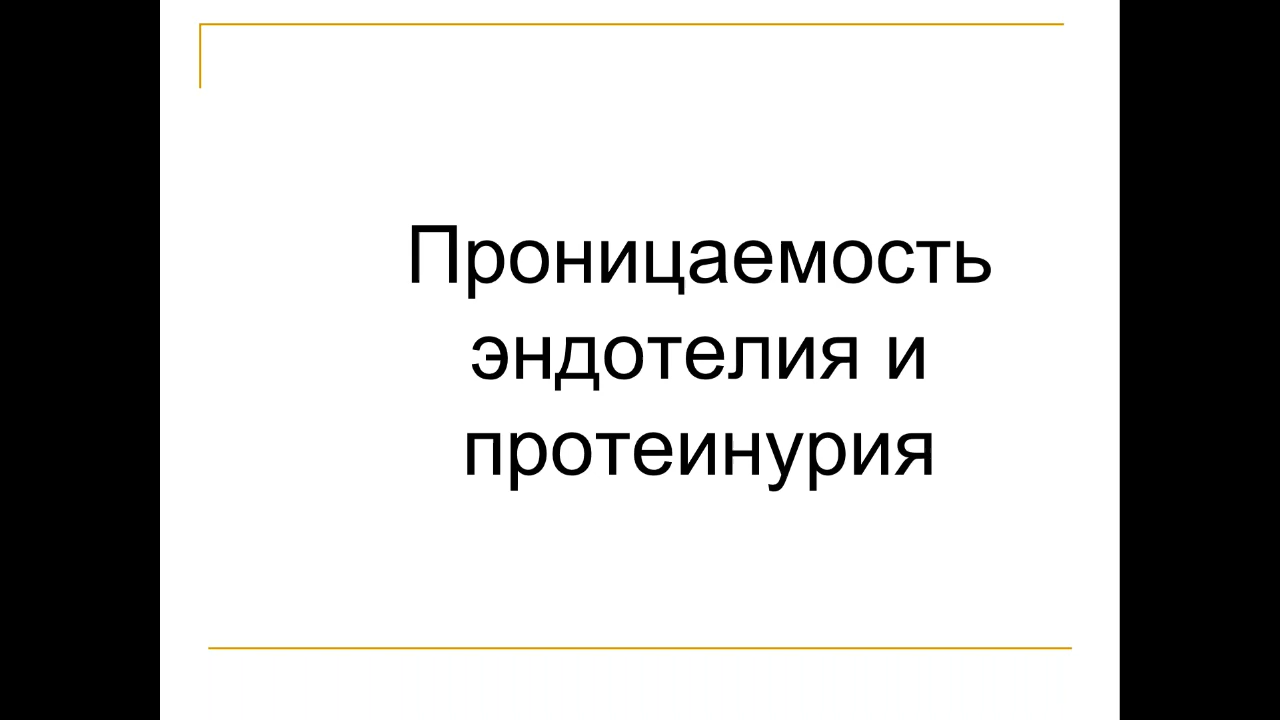 Проницаемость
эндотелия и
протеинурия